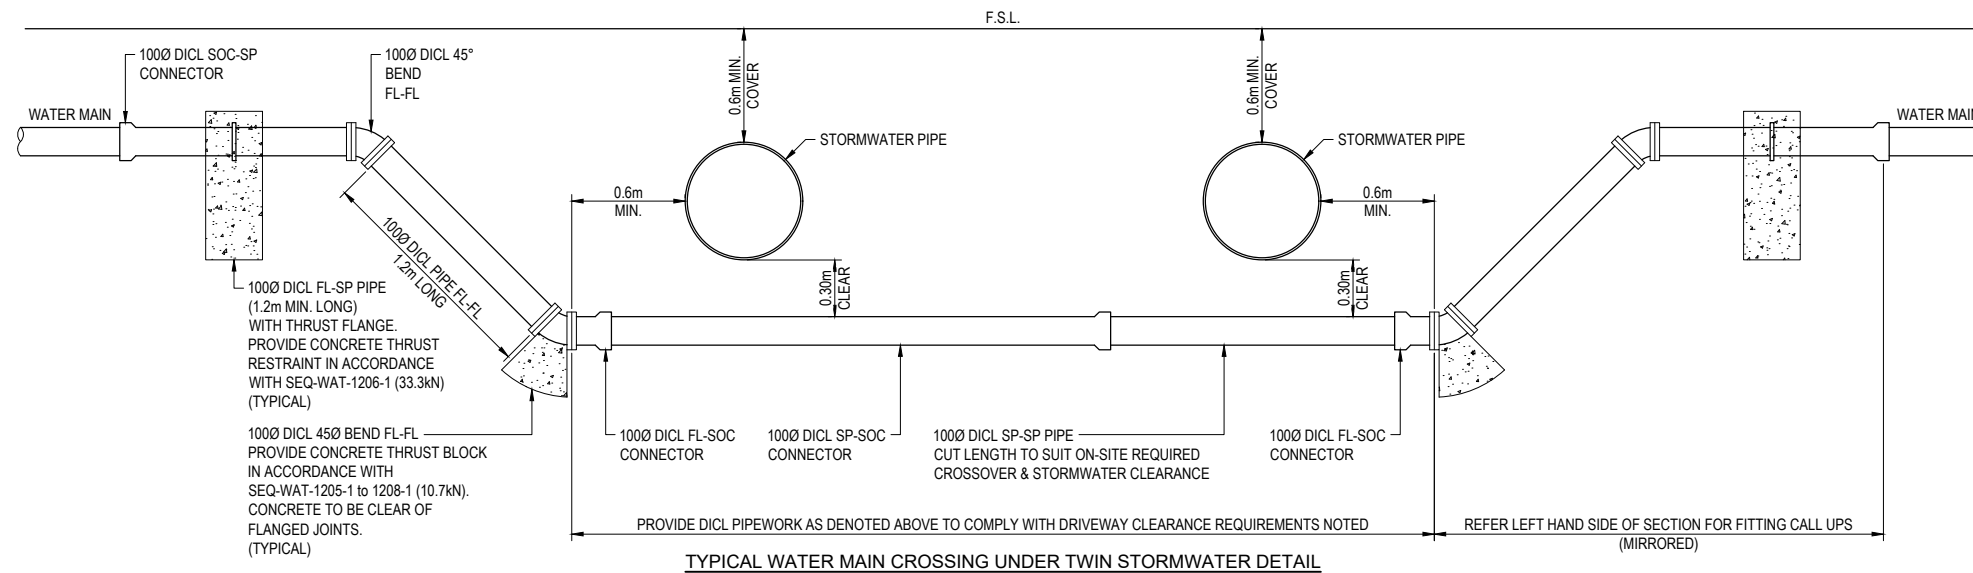 F.S.L.
100Ø DICL SOC-SP
CONNECTOR
100Ø DICL 45°
BEND
FL-FL
WATER MAIN
0.6m MIN.
COVER
STORMWATER PIPE
0.6m MIN.
COVER
STORMWATER PIPE
WATER MAIN
0.6m
MIN.
0.6m
MIN.
100Ø DICL PIPE FL-FL
1.2m LONG
0.30m
CLEAR
0.30m
CLEAR
100Ø DICL FL-SP PIPE
(1.2m MIN. LONG)
WITH THRUST FLANGE.
PROVIDE CONCRETE THRUST
RESTRAINT IN ACCORDANCE
WITH SEQ-WAT-1206-1 (33.3kN)
(TYPICAL)
100Ø DICL 45Ø BEND FL-FL
PROVIDE CONCRETE THRUST BLOCK
IN ACCORDANCE WITH
SEQ-WAT-1205-1 to 1208-1 (10.7kN).
CONCRETE TO BE CLEAR OF
FLANGED JOINTS.
(TYPICAL)
100Ø DICL FL-SOC
CONNECTOR
100Ø DICL SP-SOC
CONNECTOR
100Ø DICL SP-SP PIPE
CUT LENGTH TO SUIT ON-SITE REQUIRED
CROSSOVER & STORMWATER CLEARANCE
100Ø DICL FL-SOC
CONNECTOR
PROVIDE DICL PIPEWORK AS DENOTED ABOVE TO COMPLY WITH DRIVEWAY CLEARANCE REQUIREMENTS NOTED
REFER LEFT HAND SIDE OF SECTION FOR FITTING CALL UPS
(MIRRORED)
TYPICAL WATER MAIN CROSSING UNDER TWIN STORMWATER DETAIL